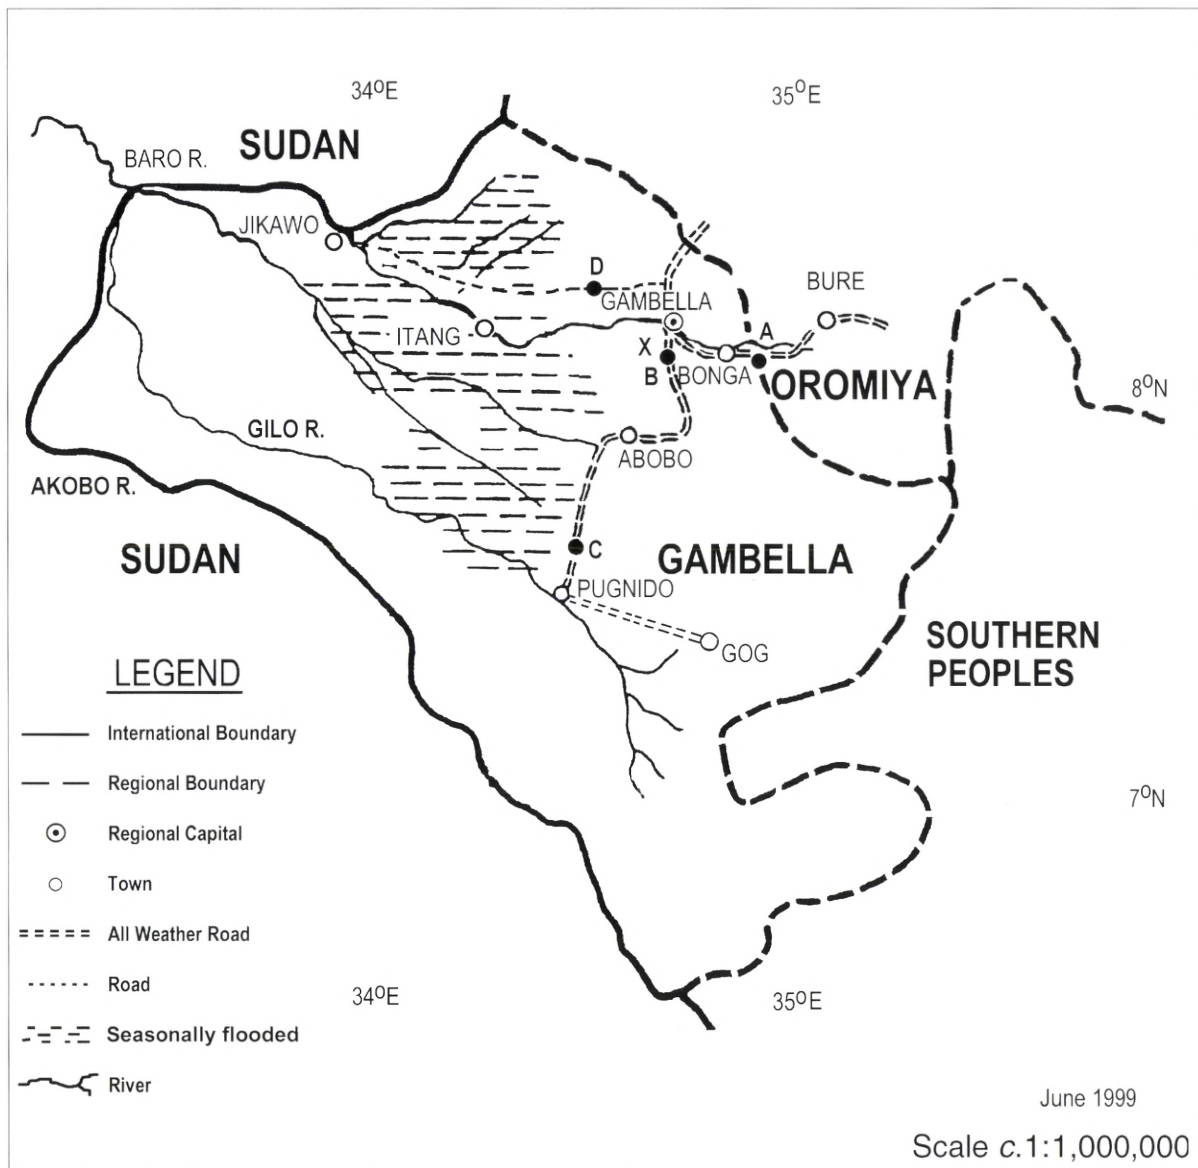 34°E
35°E
SUDAN
BARO R.
JIKAWO
D
BURE
GAMBELLA
ITANG
X
A
B
BONGA
OROMIYA
8°N
GILO R.
ABOBO
AKOBO R.
SUDAN
C
GAMBELLA
PUGNIDO
GOG
SOUTHERN
PEOPLES
LEGEND
International Boundary
Regional Boundary
Regional Capital
7°N
Town
All Weather Road
Road
34°E
35°E
Seasonally flooded
River
June 1999
Scale c.1:1,000,000